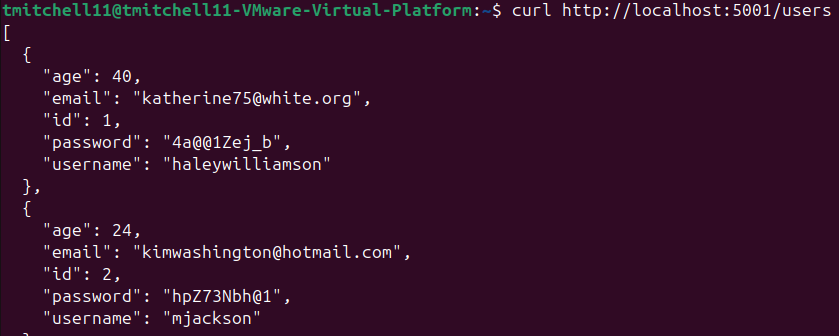 tmitchell11@tmitchell11-VMware-Virtual-Platform:~$ curl http://localhost:5001/users
[
  {
    "age": 40,
    "email": "katherine75@white.org",
    "id": 1,
    "password": "4a@@1Zej_b",
    "username": "haleywilliamson"
  },
  {
    "age": 24,
    "email": "kimwashington@hotmail.com",
    "id": 2,
    "password": "hpZ73Nbh@1",
    "username": "mjackson"
  },